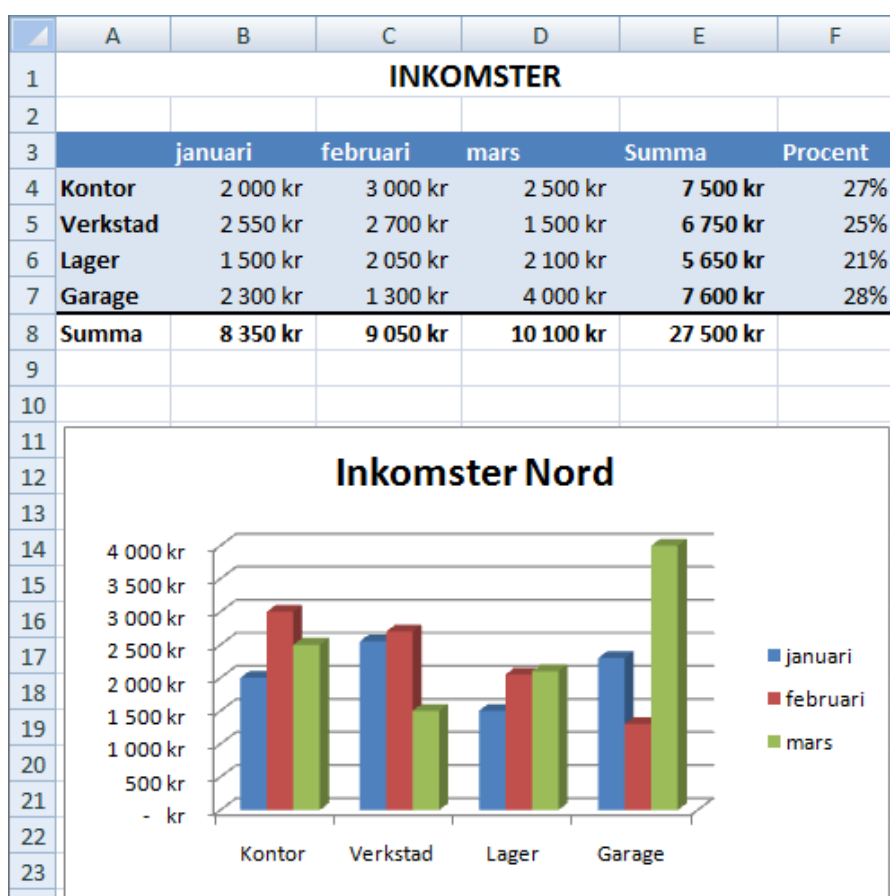 A B C D E F
1 INKOMSTER
2
3 januari februari mars Summa Procent
4 Kontor 2 000 kr 3 000 kr 2 500 kr 7 500 kr 27%
5 Verkstad 2 550 kr 2 700 kr 1 500 kr 6 750 kr 25%
6 Lager 1 500 kr 2 050 kr 2 100 kr 5 650 kr 21%
7 Garage 2 300 kr 1 300 kr 4 000 kr 7 600 kr 28%
8 Summa 8 350 kr 9 050 kr 10 100 kr 27 500 kr
9
10
11
12
13
14
15
16
17
18
19
20
21
22
23
Inkomster Nord
4 000 kr
3 500 kr
3 000 kr
2 500 kr
2 000 kr
1 500 kr
1 000 kr
500 kr
- kr
Kontor Verkstad Lager Garage
januari
februari
mars